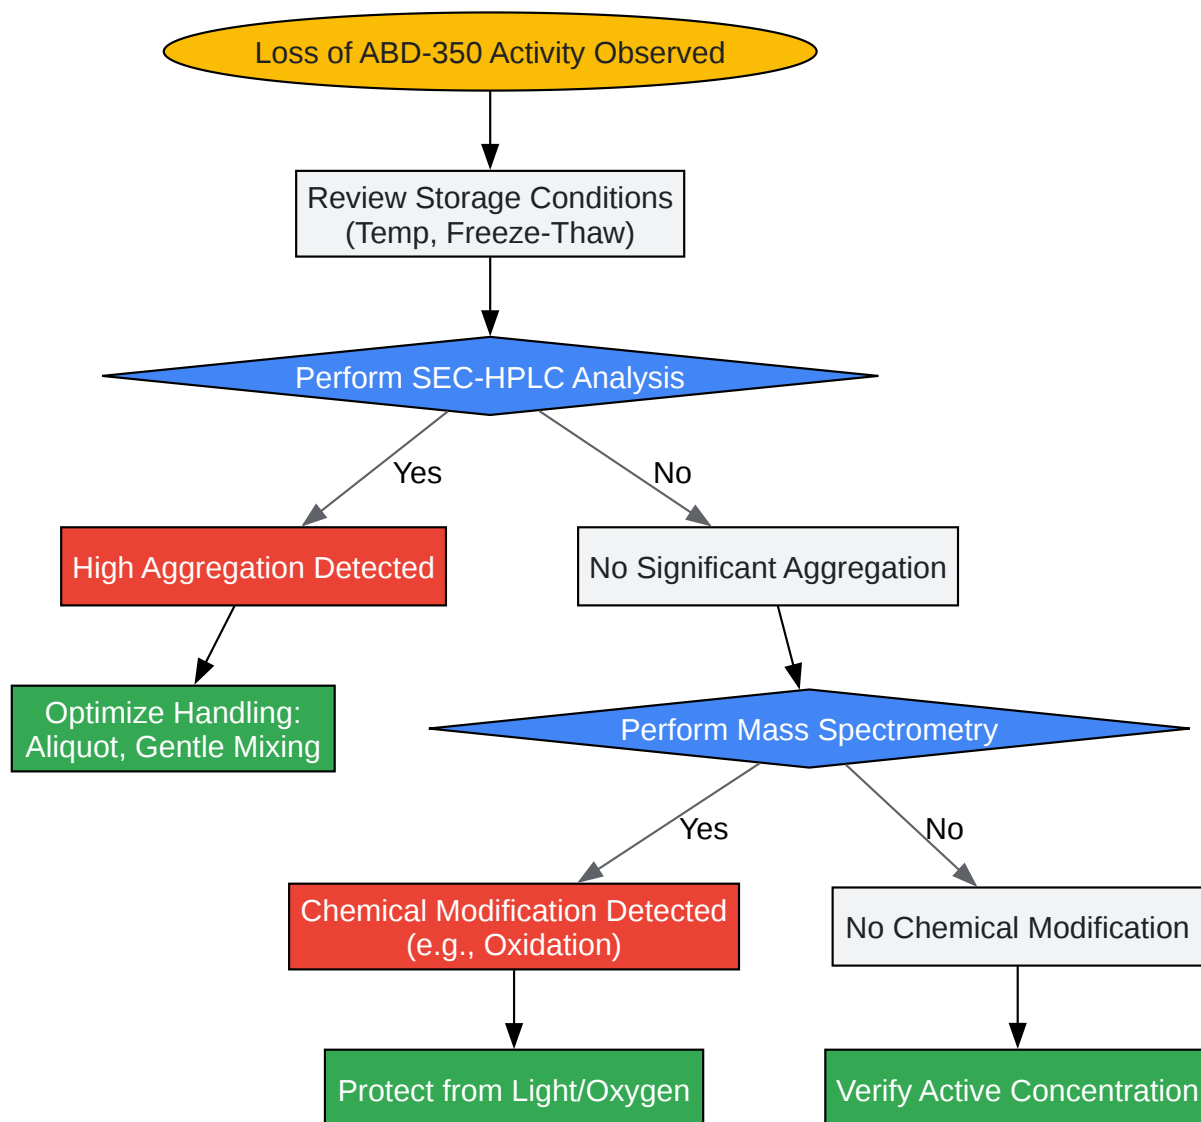 Loss of ABD-350 Activity Observed
Review Storage Conditions
(Temp, Freeze-Thaw)
Perform SEC-HPLC Analysis
Yes
No
High Aggregation Detected
No Significant Aggregation
Optimize Handling:
Aliquot, Gentle Mixing
Perform Mass Spectrometry
Yes
No
Chemical Modification Detected
(e.g., Oxidation)
No Chemical Modification
Protect from Light/Oxygen
Verify Active Concentration